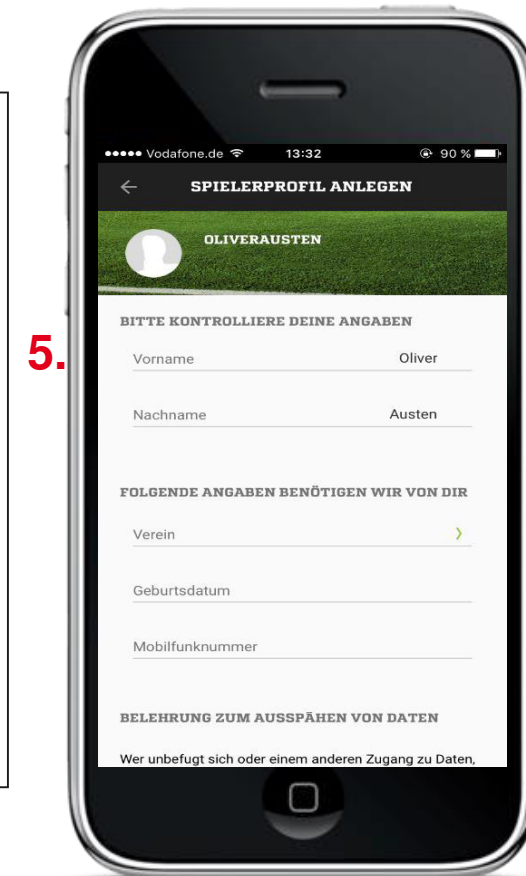 5.
Vodafone.de 13:32 90 %
SPIELERPROFIL ANLEGEN
OLIVERAUSTEN
BITTE KONTROLLIERE DEINE ANGABEN
Vorname Oliver
Nachname Austen
FOLGENDE ANGABEN BENÖTIGEN WIR VON DIR
Verein
Geburtsdatum
Mobilfunknummer
BELEHRUNG ZUM AUSSPÄHEN VON DATEN
Wer unbefugt sich oder einem anderen Zugang zu Daten,